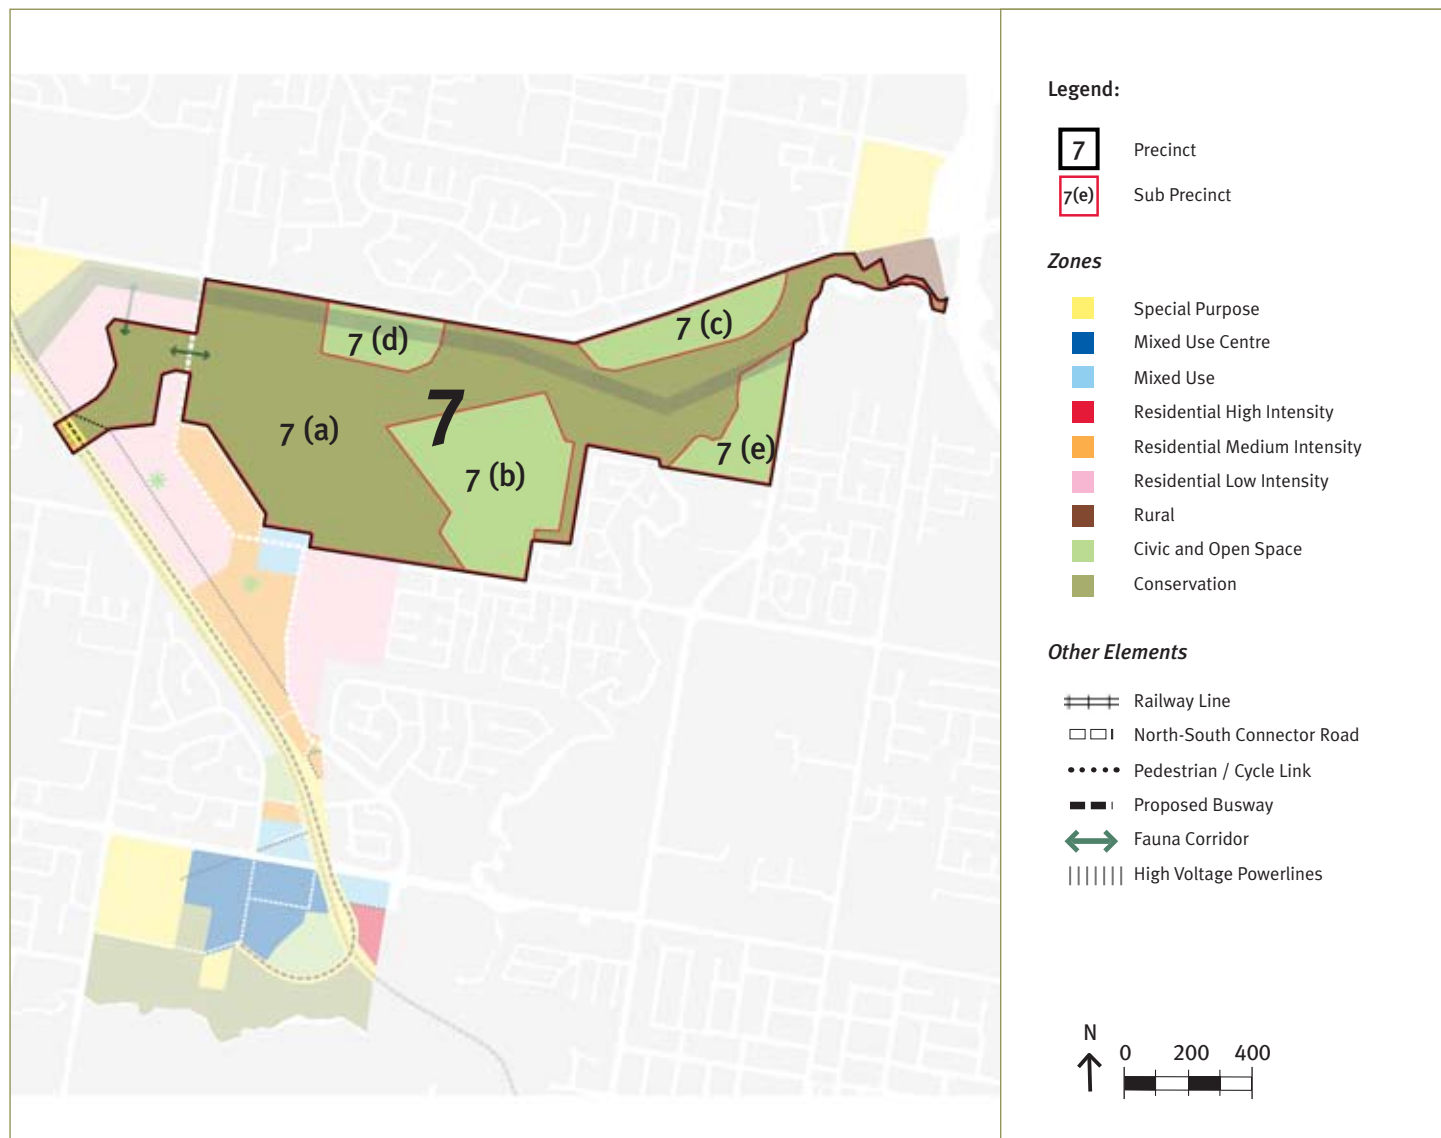 7 (d)
7 (c)
7
7 (a)
7 (e)
7 (b)
Legend:
7 Precinct
7(e) Sub Precinct
Zones
Special Purpose
Mixed Use Centre
Mixed Use
Residential High Intensity
Residential Medium Intensity
Residential Low Intensity
Rural
Civic and Open Space
Conservation
Other Elements
Railway Line
North-South Connector Road
Pedestrian / Cycle Link
Proposed Busway
Fauna Corridor
High Voltage Powerlines
N
0 200 400